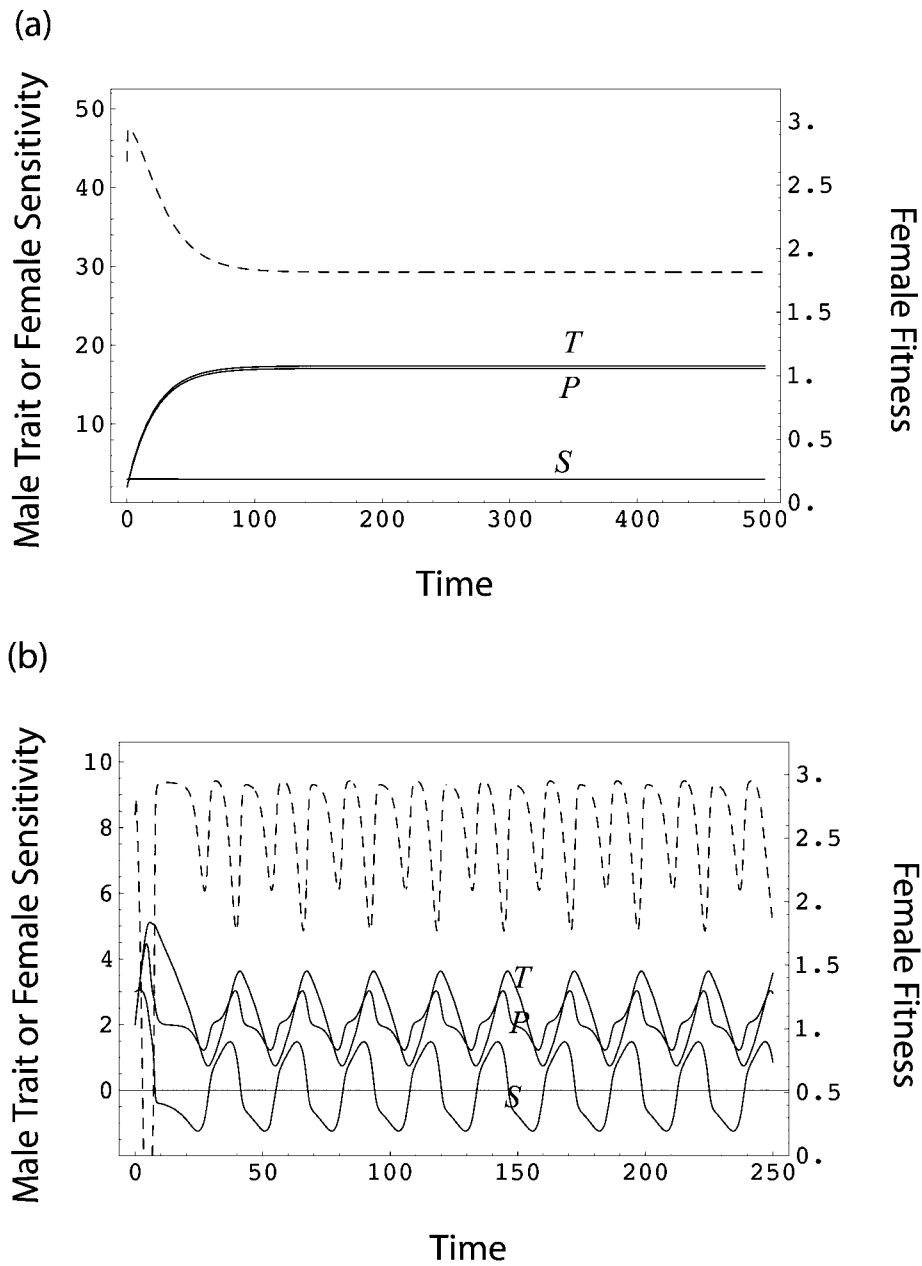 (a)
Male Trait or Female Sensitivity
50
40
30
20
10
T
P
S
3.
2.5
2.
1.5
1.
0.5
0.
Female Fitness
0 100 200 300 400 500
Time
(b)
Male Trait or Female Sensitivity
10
8
6
4
2
0
T
P
S
3.
2.5
2.
1.5
1.
0.5
0.
Female Fitness
0 50 100 150 200 250
Time